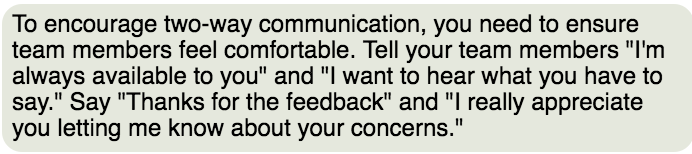 To encourage two-way communication, you need to ensure
team members feel comfortable. Tell your team members "I'm
always available to you" and "I want to hear what you have to
say." Say "Thanks for the feedback" and "I really appreciate
you letting me know about your concerns."